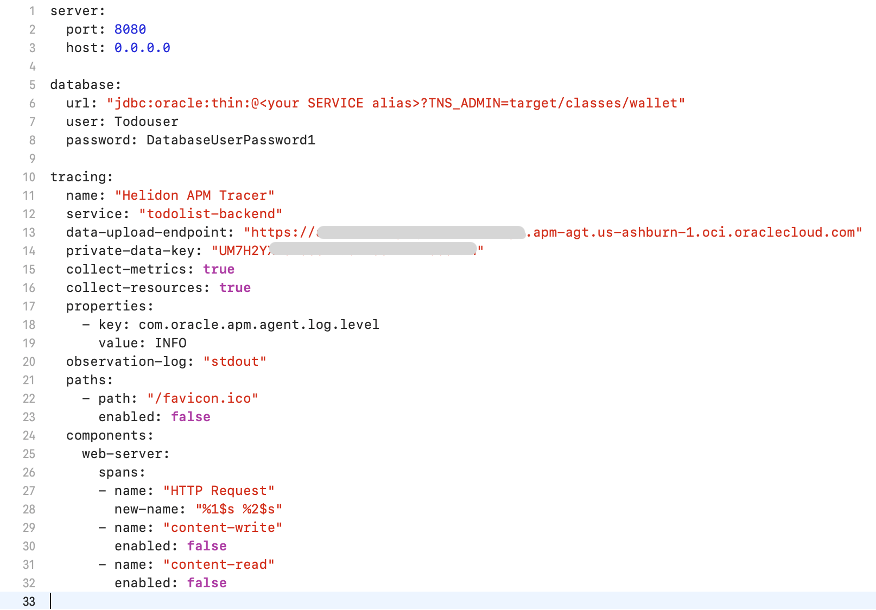 1 server:
2   port: 8080
3   host: 0.0.0.0
4
5 database:
6   url: "jdbc:oracle:thin:@<your SERVICE alias>?TNS_ADMIN=target/classes/wallet"
7   user: Todouser
8   password: DatabaseUserPassword1
9
10 tracing:
11   name: "Helidon APM Tracer"
12   service: "todolist-backend"
13   data-upload-endpoint: "https:// .apm-agt.us-ashburn-1.oci.oraclecloud.com"
14   private-data-key: "UM7H2Y "
15   collect-metrics: true
16   collect-resources: true
17   properties:
18     - key: com.oracle.apm.agent.log.level
19       value: INFO
20   observation-log: "stdout"
21   paths:
22     - path: "/favicon.ico"
23       enabled: false
24   components:
25     web-server:
26       spans:
27       - name: "HTTP Request"
28         new-name: "%1$s %2$s"
29       - name: "content-write"
30         enabled: false
31       - name: "content-read"
32         enabled: false
33